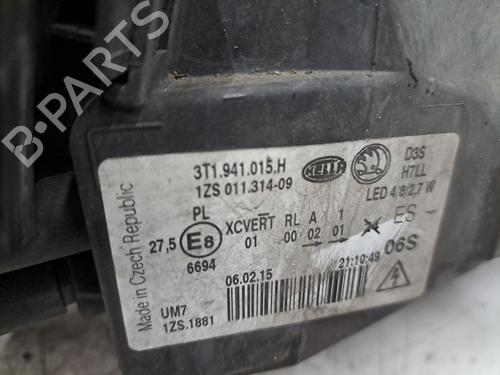 B-PARTS
3T1.941.015.H
1ZS 011.314-09
HELLA
D3S
H7LL
LED 4/8/2,7 W
PL
27,5
E8
6694
XCVERT RL A 1
01 00 02 01
ES
06S
06.02.15
21:10:49
UM7
1ZS.1881
Made in Czech Republic